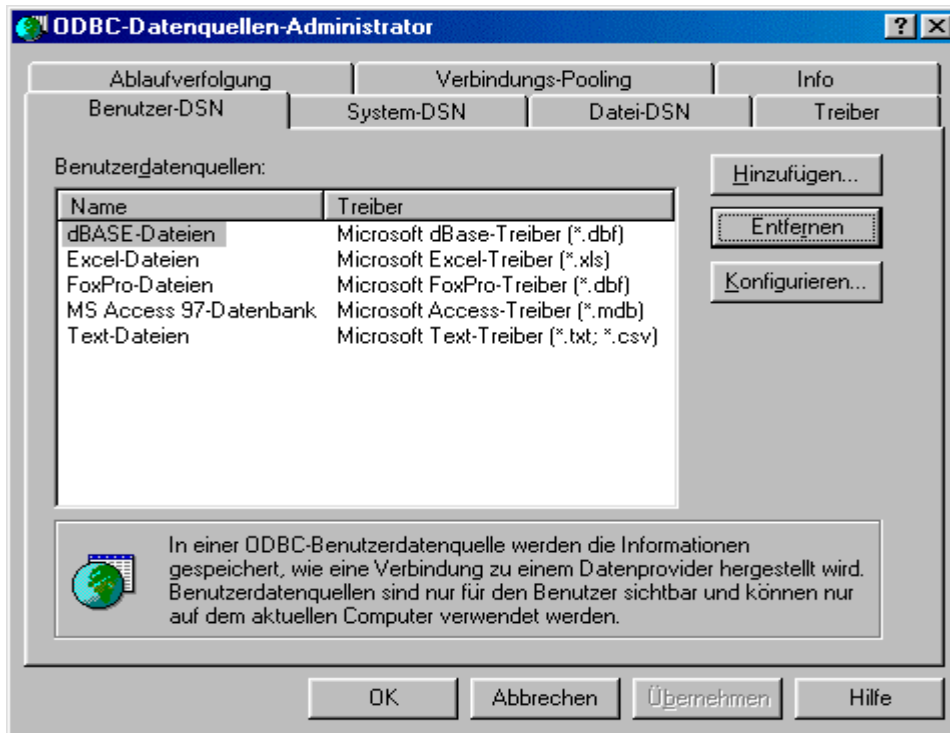 ODBC-Datenquellen-Administrator
Ablaufverfolgung Verbindungs-Pooling Info
Benutzer-DSN System-DSN Datei-DSN Treiber
Benutzerdatenquellen:
Hinzufügen...
Name Treiber
dBASE-Dateien Microsoft dBase-Treiber (*.dbf)
Entfernen
Excel-Dateien Microsoft Excel-Treiber (*.xls)
FoxPro-Dateien Microsoft FoxPro-Treiber (*.dbf)
Konfigurieren...
MS Access 97-Datenbank Microsoft Access-Treiber (*.mdb)
Text-Dateien Microsoft Text-Treiber (*.txt; *.csv)
In einer ODBC-Benutzerdatenquelle werden die Informationen
gespeichert, wie eine Verbindung zu einem Datenprovider hergestellt wird.
Benutzerdatenquellen sind nur für den Benutzer sichtbar und können nur
auf dem aktuellen Computer verwendet werden.
OK Abbrechen Übernehmen Hilfe